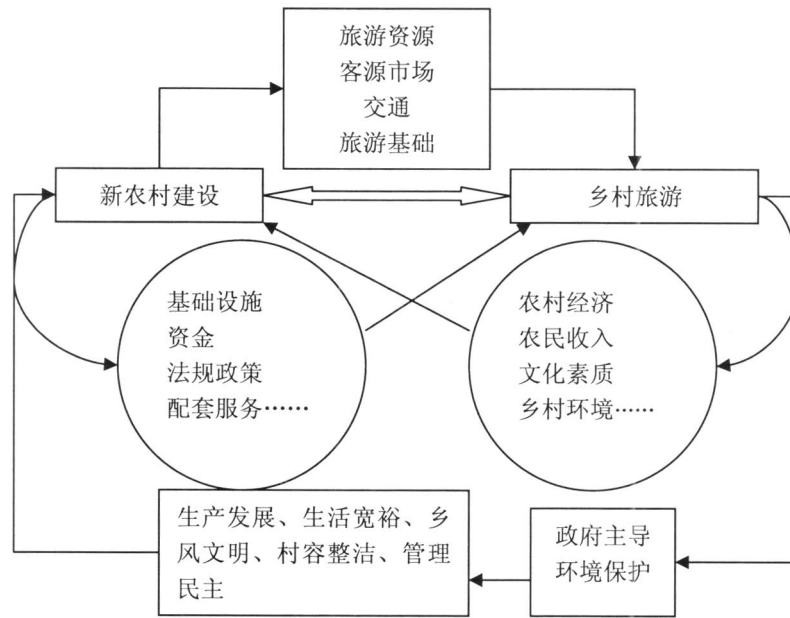 旅游资源
客源市场
交通
旅游基础
新农村建设
乡村旅游
基础设施
资金
法规政策
配套服务……
农村经济
农民收入
文化素质
乡村环境……
生产发展、生活宽裕、乡
风文明、村容整洁、管理
民主
政府主导
环境保护